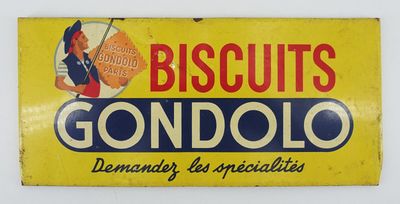 BISCUITS
GONDOLO
PARIS
BISCUITS
GONDOLO
Demandez les spécialités